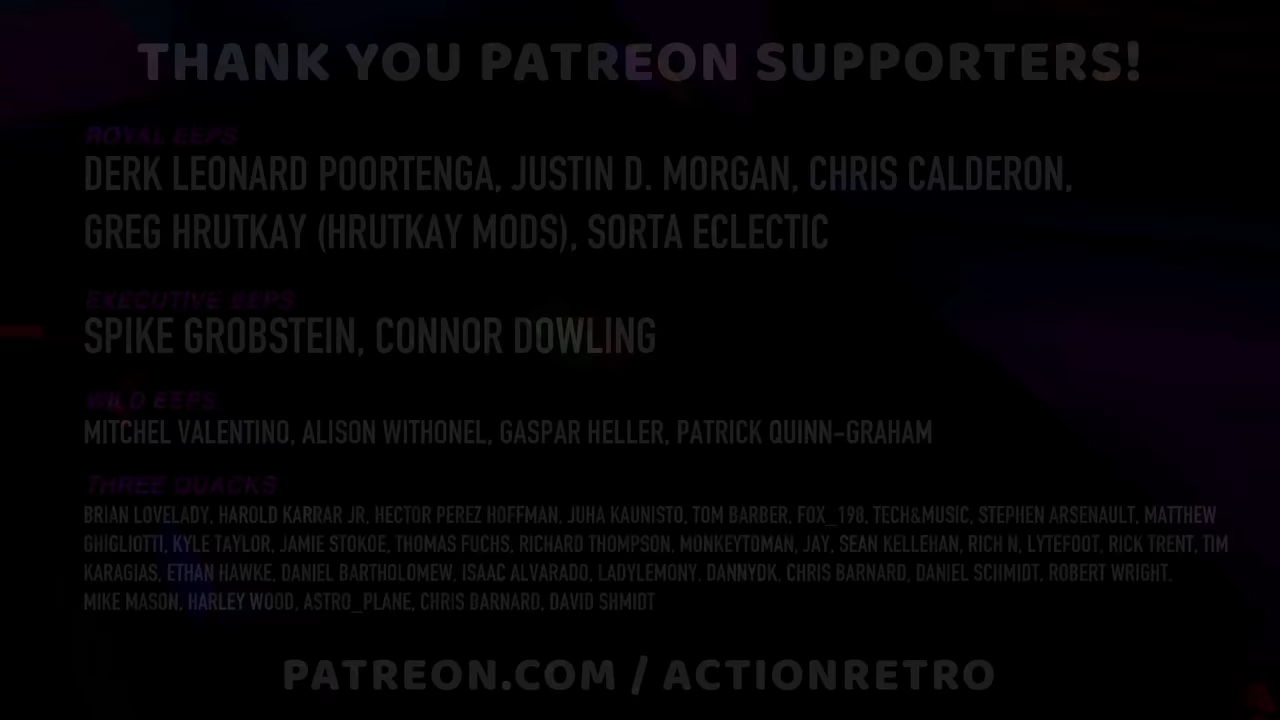 THANK YOU PATREON SUPPORTERS!
ROYAL EEPS
DERK LEONARD POORTENGA, JUSTIN D. MORGAN, CHRIS CALDERON,
GREG HRUTKAY (HRUTKAY MODS), SORTA ECLECTIC
EXECUTIVE EEPS
SPIKE GROBSTEIN, CONNOR DOWLING
WILD EEPS
MITCHEL VALENTINO, ALISON WITHONEL, GASPAR HELLER, PATRICK QUINN-GRAHAM
THREE QUACKS
BRIAN LOVELADY, HAROLD KARRAR JR, HECTOR PEREZ HOFFMAN, JUHA KAUNISTO, TOM BARBER, FOX_198, TECH&MUSIC, STEPHEN ARSENAULT, MATTHEW
GHIGLIOTTI, KYLE TAYLOR, JAMIE STOKOE, THOMAS FUCHS, RICHARD THOMPSON, MONKEYTOMAN, JAY, SEAN KELLEHAN, RICH N, LYTEFOOT, RICK TRENT, TIM
KARAGIAS, ETHAN HAWKE, DANIEL BARTHOLOMEW, ISAAC ALVARADO, LADYLEMONY, DANNYDK, CHRIS BARNARD, DANIEL SCHMIDT, ROBERT WRIGHT,
MIKE MASON, HARLEY WOOD, ASTRO_PLANE, CHRIS BARNARD, DAVID SHMIDT
PATREON.COM / ACTIONRETRO